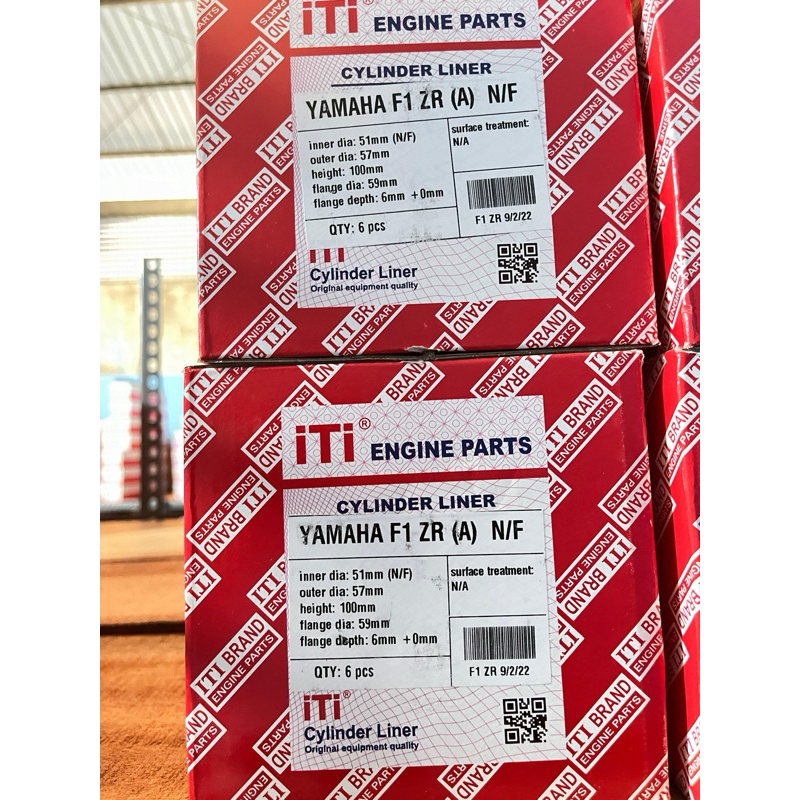 iTi® ENGINE PARTS
CYLINDER LINER
YAMAHA F1 ZR (A) N/F
inner dia: 51mm (N/F)
outer dia: 57mm
height: 100mm
flange dia: 59mm
flange depth: 6mm +0mm
surface treatment:
N/A
QTY: 6 pcs
F1 ZR 9/2/22
Cylinder Liner
Original equipment quality
iTi® ENGINE PARTS
CYLINDER LINER
YAMAHA F1 ZR (A) N/F
inner dia: 51mm (N/F)
outer dia: 57mm
height: 100mm
flange dia: 59mm
flange depth: 6mm +0mm
surface treatment:
N/A
QTY: 6 pcs
F1 ZR 9/2/22
iTi®
Cylinder Liner
Original equipment quality
iTi BRAND
ENGINE PARTS